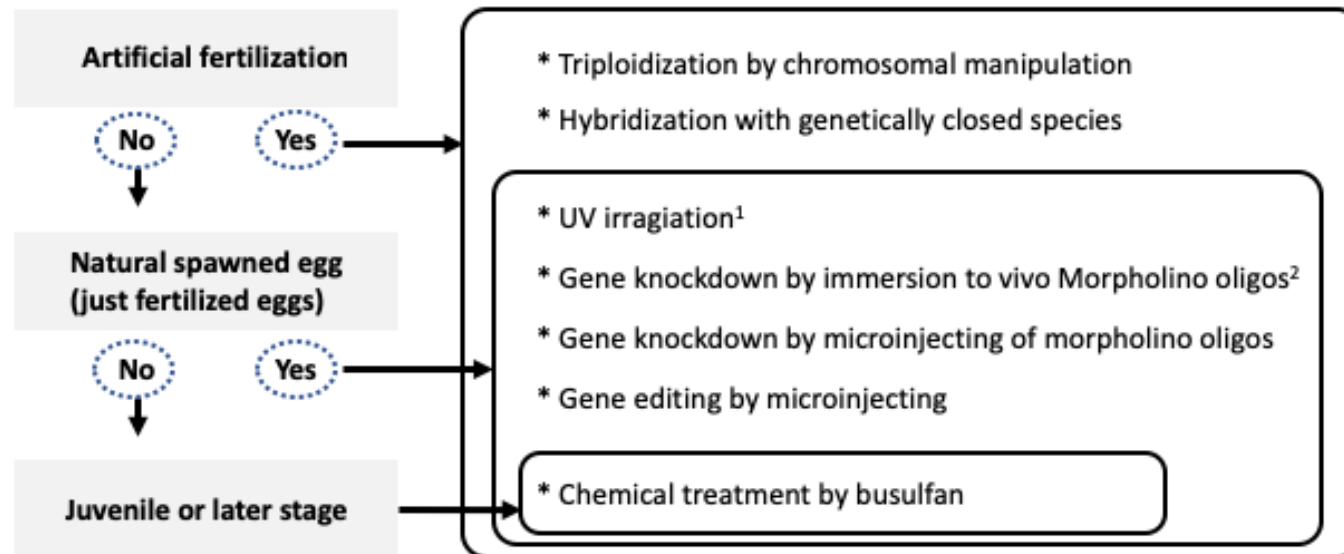 Artificial fertilization
No
Yes
* Triploidization by chromosomal manipulation
* Hybridization with genetically closed species
Natural spawned egg
(just fertilized eggs)
No
Yes
* UV irragiation¹
* Gene knockdown by immersion to vivo Morpholino oligos²
* Gene knockdown by microinjecting of morpholino oligos
* Gene editing by microinjecting
Juvenile or later stage
* Chemical treatment by busulfan